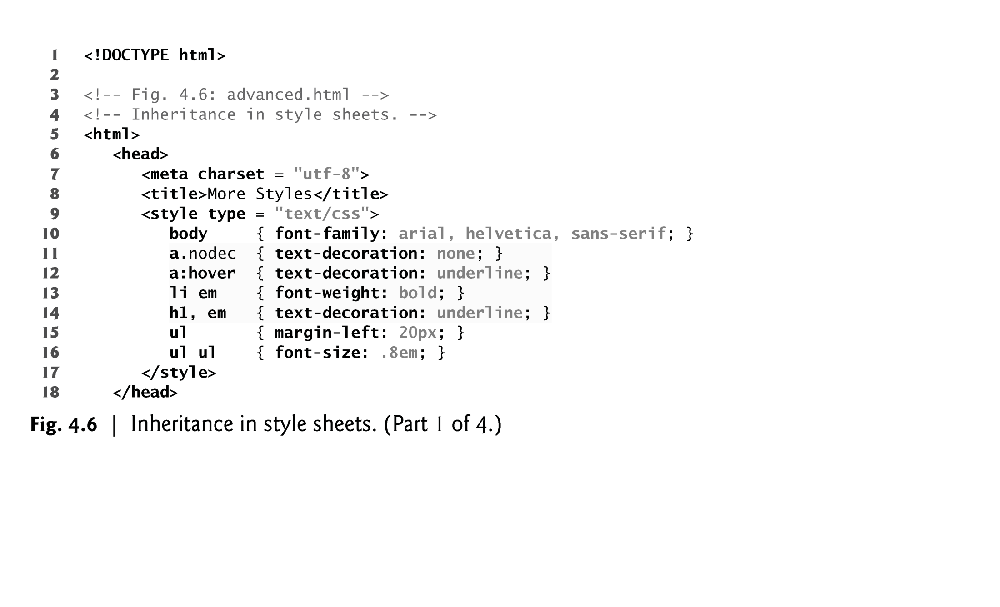 1 <!DOCTYPE html>
2
3 <!-- Fig. 4.6: advanced.html -->
4 <!-- Inheritance in style sheets. -->
5 <html>
6    <head>
7       <meta charset = "utf-8">
8       <title>More Styles</title>
9       <style type = "text/css">
10         body     { font-family: arial, helvetica, sans-serif; }
11         a.nodec  { text-decoration: none; }
12         a:hover  { text-decoration: underline; }
13         li em    { font-weight: bold; }
14         h1, em   { text-decoration: underline; }
15         ul       { margin-left: 20px; }
16         ul ul    { font-size: .8em; }
17      </style>
18   </head>
Fig. 4.6 | Inheritance in style sheets. (Part 1 of 4.)